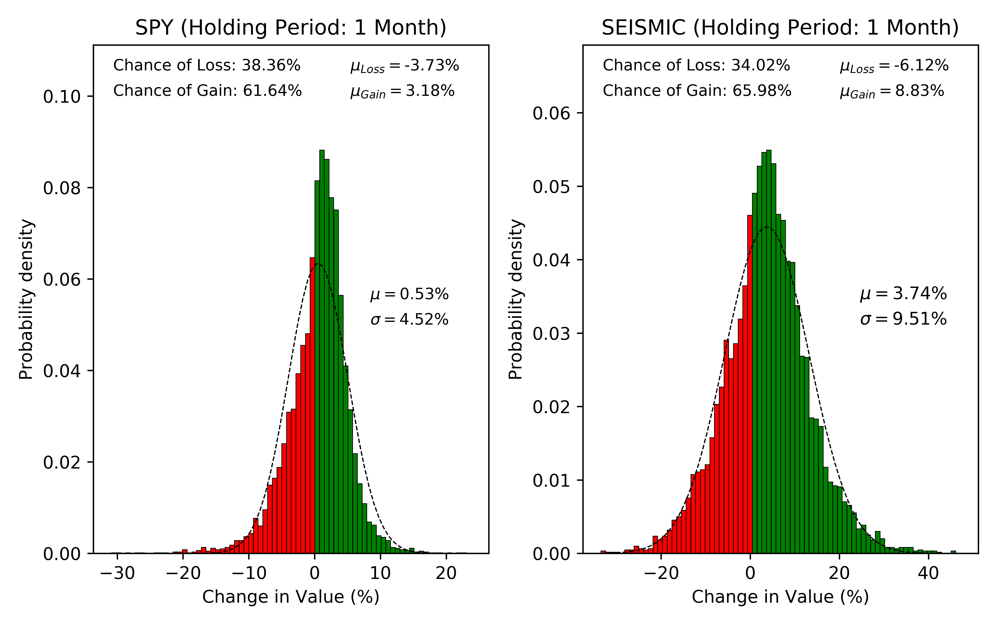 SPY (Holding Period: 1 Month)
Chance of Loss: 38.36%
μLoss = -3.73%
Chance of Gain: 61.64%
μGain = 3.18%
μ = 0.53%
σ = 4.52%
Probability density
0.10
0.08
0.06
0.04
0.02
0.00
−30 −20 −10 0 10 20
Change in Value (%)
SEISMIC (Holding Period: 1 Month)
Chance of Loss: 34.02%
μLoss = -6.12%
Chance of Gain: 65.98%
μGain = 8.83%
μ = 3.74%
σ = 9.51%
Probability density
0.06
0.05
0.04
0.03
0.02
0.01
0.00
−20 0 20 40
Change in Value (%)